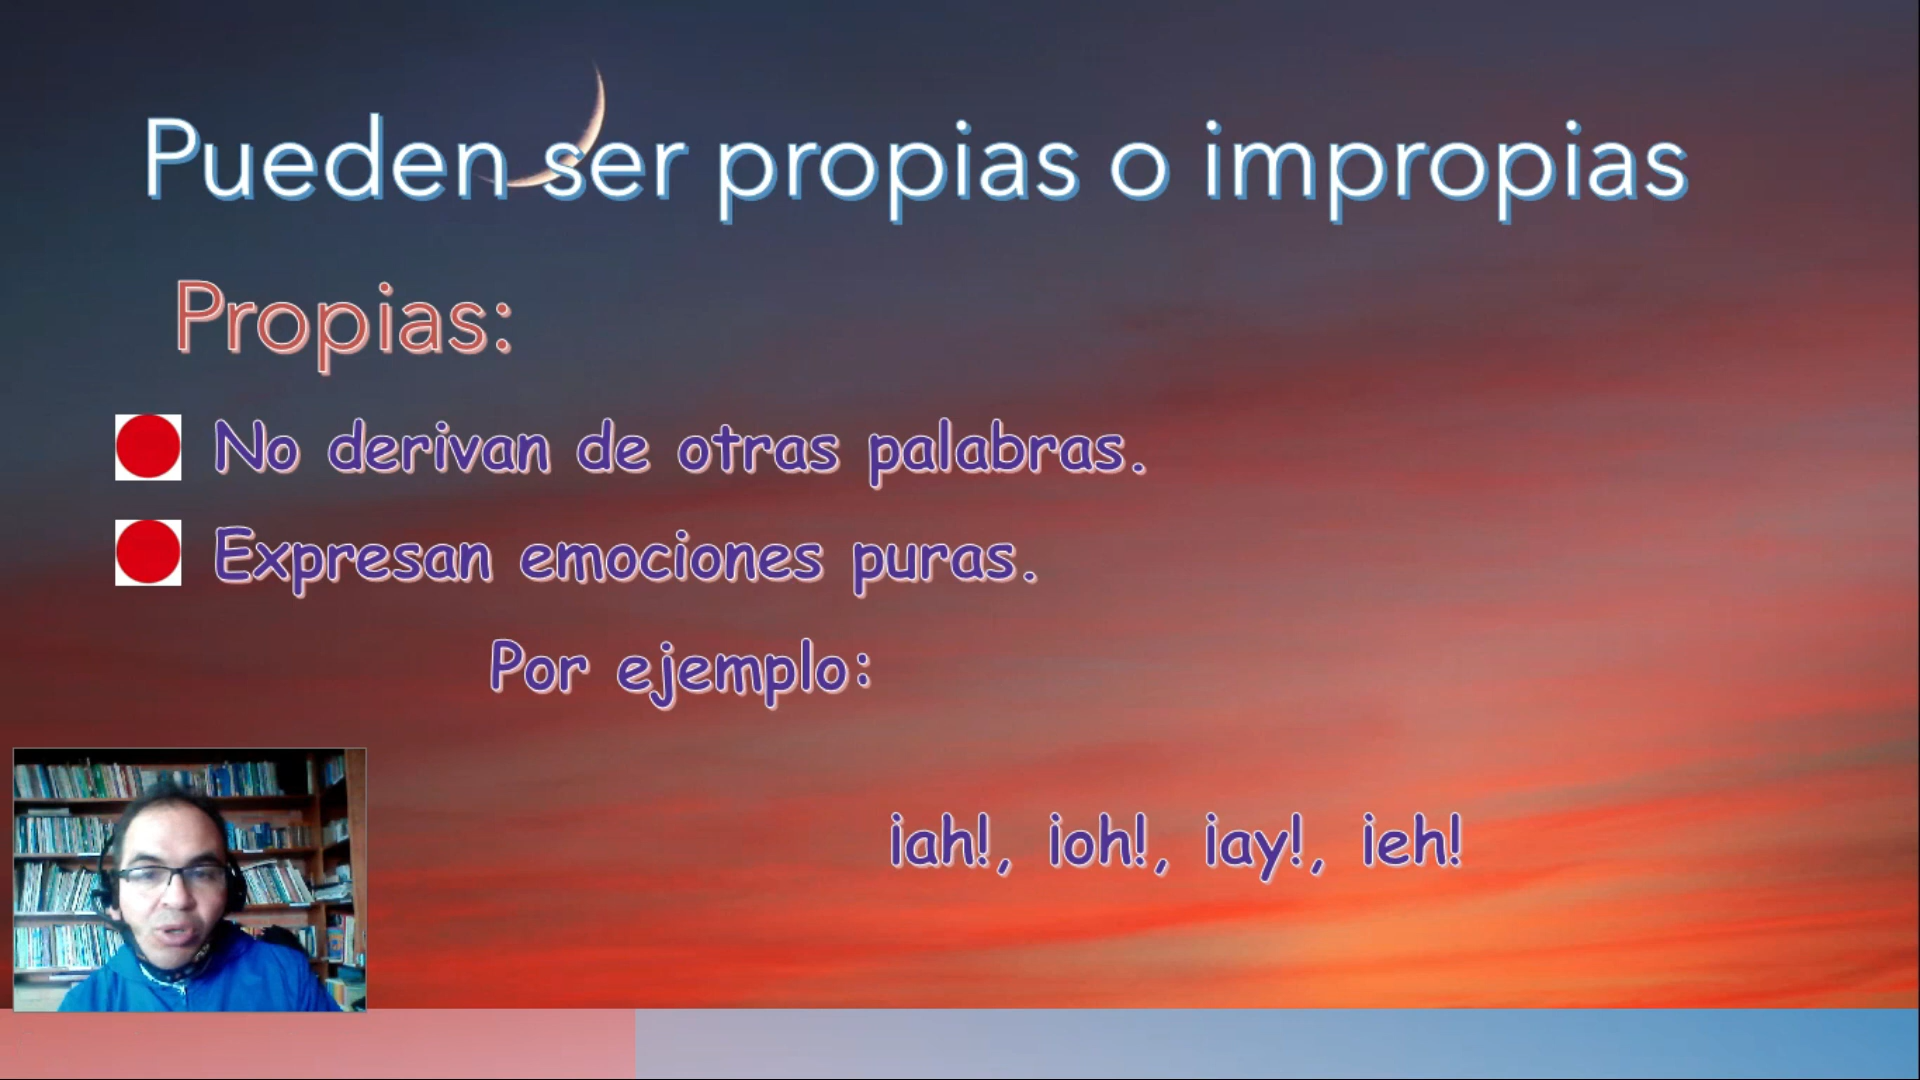 Pueden ser propias o impropias
Propias:
No derivan de otras palabras.
Expresan emociones puras.
Por ejemplo:
¡ah!, ¡oh!, ¡ay!, ¡eh!